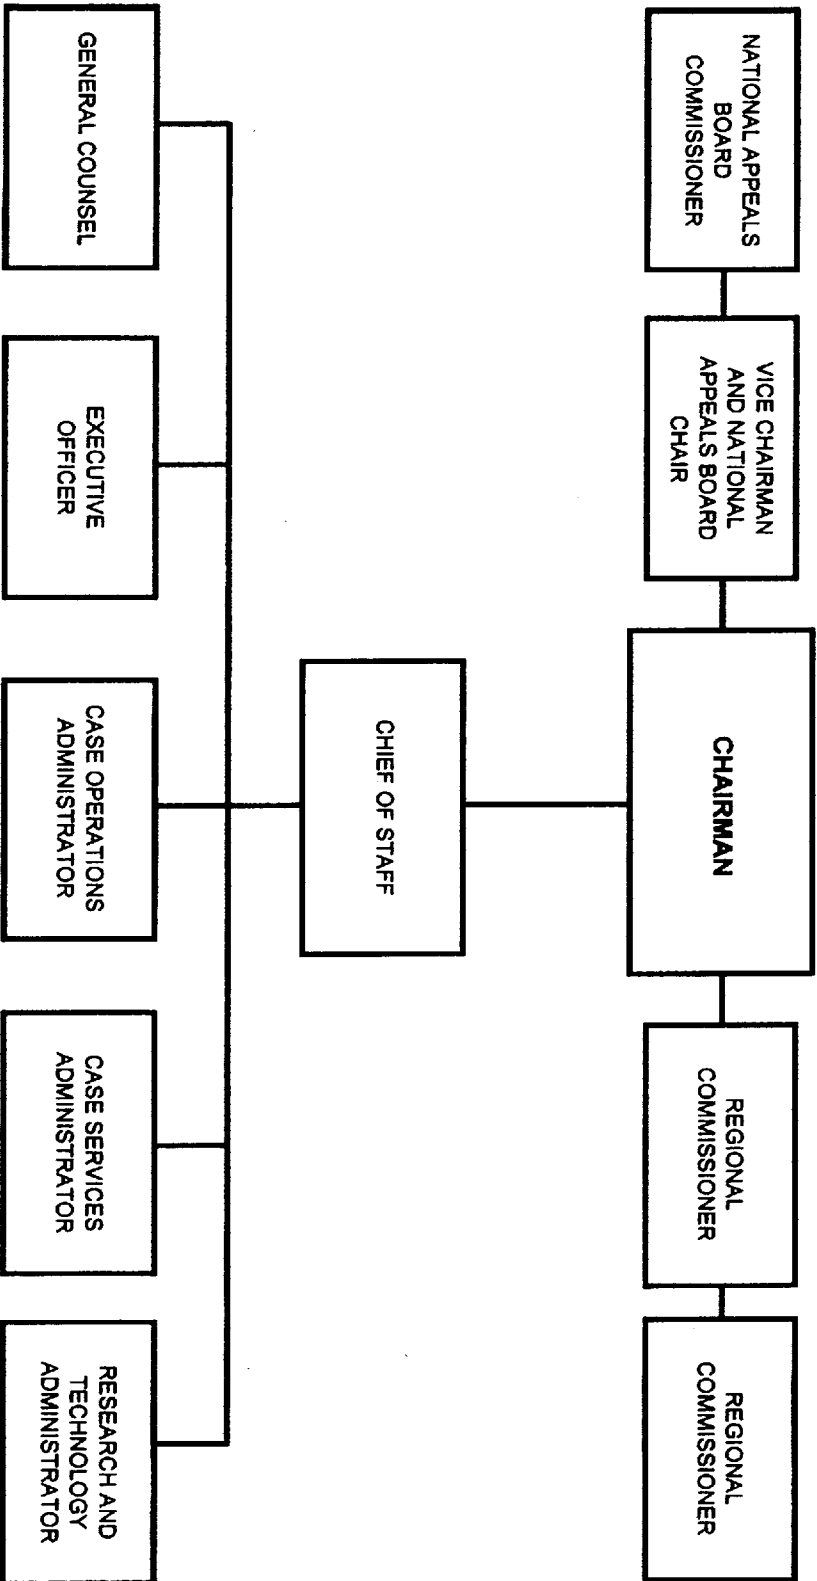 NATIONAL APPEALS
BOARD
COMMISSIONER
VICE CHAIRMAN
AND NATIONAL
APPEALS BOARD
CHAIR
CHAIRMAN
REGIONAL
COMMISSIONER
REGIONAL
COMMISSIONER
CHIEF OF STAFF
GENERAL COUNSEL
EXECUTIVE
OFFICER
CASE OPERATIONS
ADMINISTRATOR
CASE SERVICES
ADMINISTRATOR
RESEARCH AND
TECHNOLOGY
ADMINISTRATOR